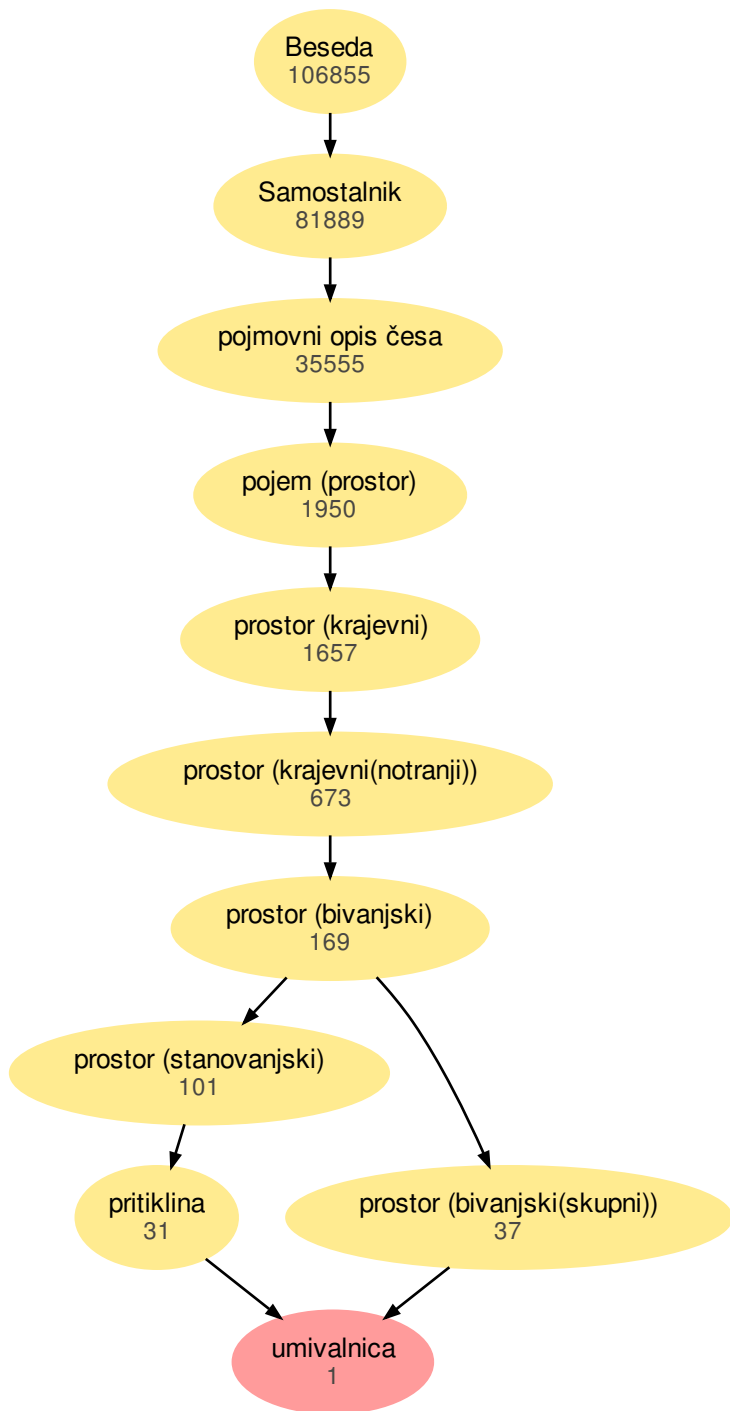 Beseda
106855
Samostalnik
81889
pojmovni opis česa
35555
pojem (prostor)
1950
prostor (krajevni)
1657
prostor (krajevni(notranji))
673
prostor (bivanjski)
169
prostor (stanovanjski)
101
pritiklina
31
prostor (bivanjski(skupni))
37
umivalnica
1